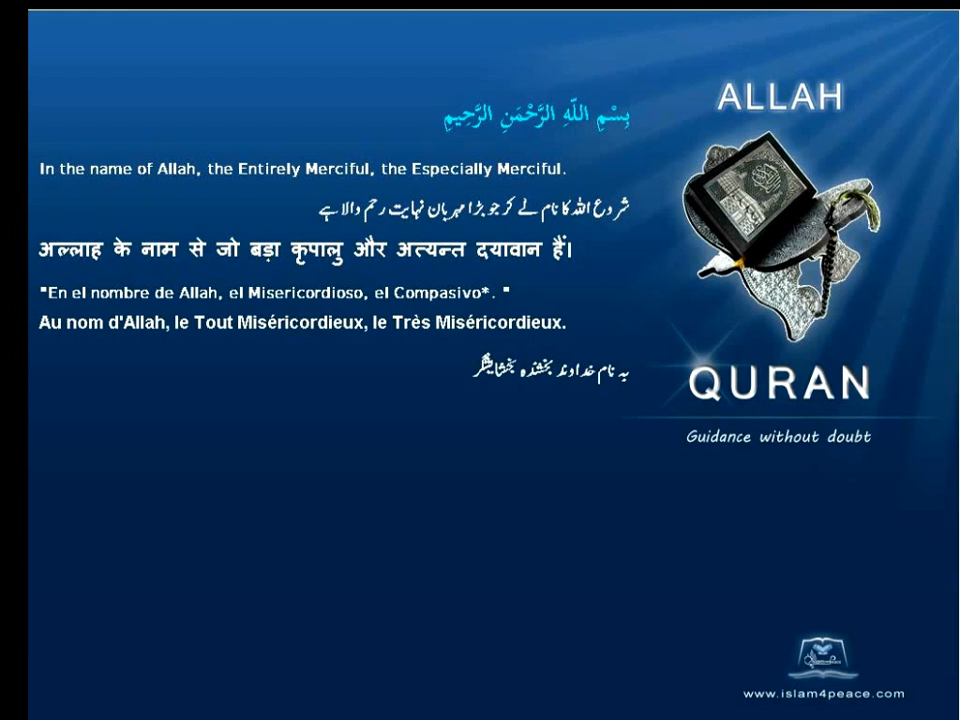 بِسْمِ اللَّهِ الرَّحْمَنِ الرَّحِيمِ
In the name of Allah, the Entirely Merciful, the Especially Merciful.
شروع الله کا نام لے کر جو بڑا مہربان نہایت رحم والا ہے
अल्लाह के नाम से जो बड़ा कृपालु और अत्यन्त दयावान हैं।
"En el nombre de Allah, el Misericordioso, el Compasivo*. "
Au nom d'Allah, le Tout Miséricordieux, le Très Miséricordieux.
به نام خداوند بخشنده بخشایشگر
ALLAH
QURAN
Guidance without doubt
www.islam4peace.com